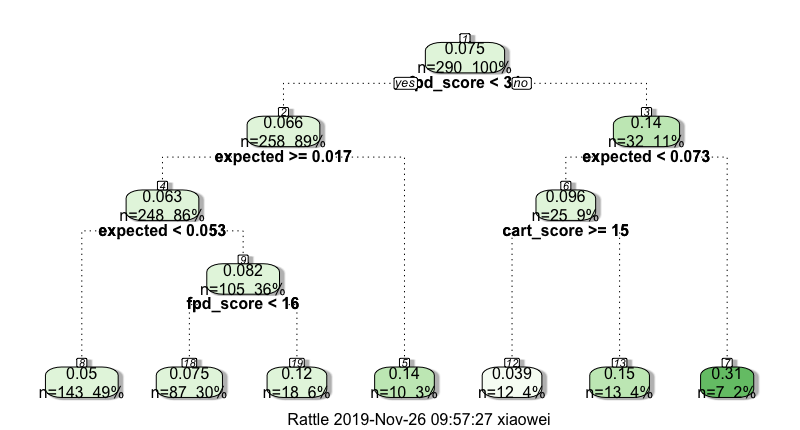 1
0.075
n=290 100%
yes
no
2
0.066
n=258 89%
expected >= 0.017
3
0.14
n=32 11%
expected < 0.073
4
0.063
n=248 86%
expected < 0.053
6
0.096
n=25 9%
cart_score >= 15
9
0.082
n=105 36%
fpd_score < 16
8
0.05
n=143 49%
18
0.075
n=87 30%
19
0.12
n=18 6%
5
0.14
n=10 3%
12
0.039
n=12 4%
13
0.15
n=13 4%
7
0.31
n=7 2%
Rattle 2019-Nov-26 09:57:27 xiaowei